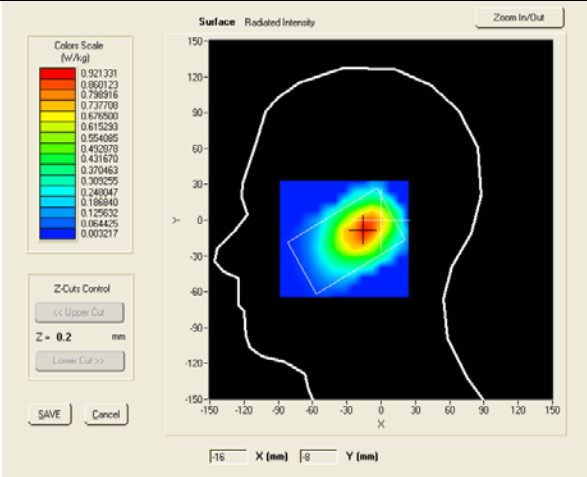 Surface Radiated Intensity
Zoom In/Out
Colors Scale
(W/kg)
0.921331
0.860123
0.798916
0.737708
0.676500
0.615293
0.554085
0.492878
0.431670
0.370463
0.309255
0.248047
0.186840
0.125632
0.064425
0.003217
Z-Cuts Control
<< Upper Cut
Z = 0.2 mm
Lower Cut >>
SAVE Cancel
150
120
90
60
30
0
-30
-60
-90
-120
-150
Y
-150 -120 -90 -60 -30 0 30 60 90 120 150
X
-16 X (mm) -8 Y (mm)